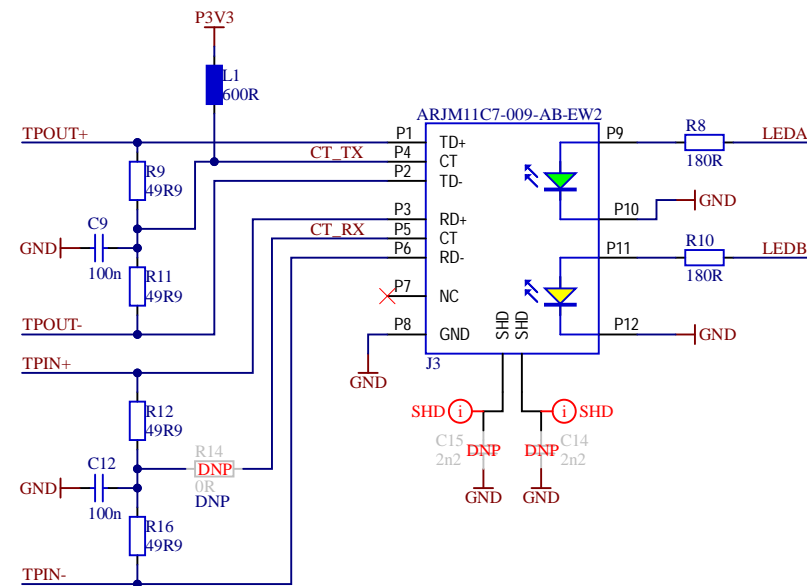 P3V3
L1
600R
ARJM11C7-009-AB-EW2
TPOUT+
P1
TD+
P9
R8
LEDA
180R
CT_TX
P4
CT
P2
TD-
R9
49R9
P3
RD+
P10
GND
C9
GND
100n
CT_RX
P5
CT
P11
R10
LEDB
180R
P6
RD-
R11
49R9
P7
NC
TPOUT-
P8
GND
SHD
SHD
P12
GND
TPIN+
GND
J3
R12
49R9
SHD
i
i
SHD
R14
DNP
0R
DNP
C15
DNP
2n2
DNP
C14
2n2
C12
GND
100n
GND
GND
R16
49R9
TPIN-